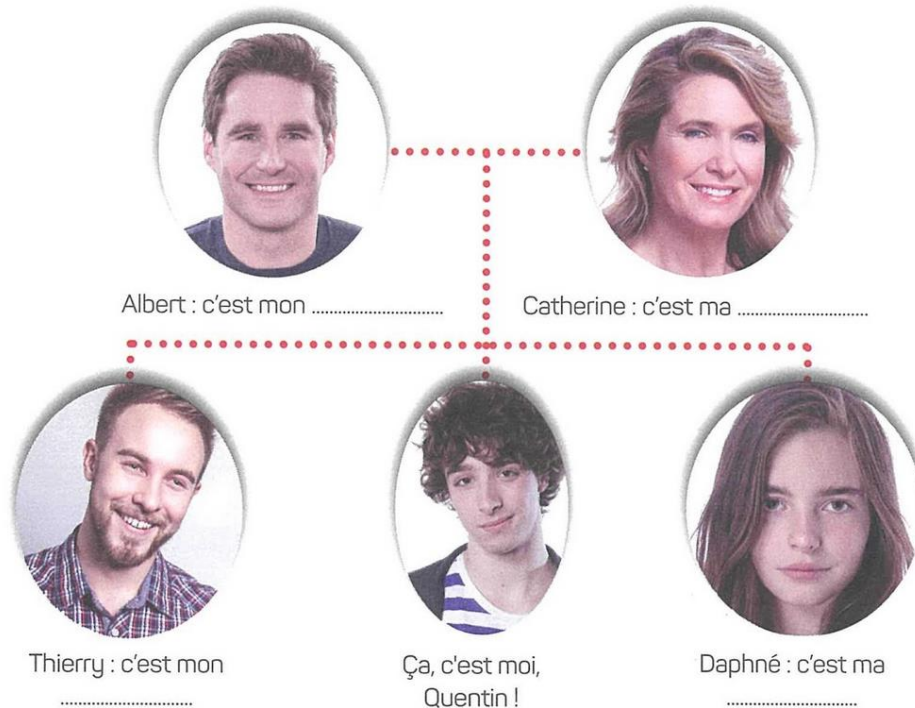 Albert : c'est mon ..............................
Catherine : c'est ma ..............................
Thierry : c'est mon
..............................
Ça, c'est moi,
Quentin !
Daphné : c'est ma
..............................